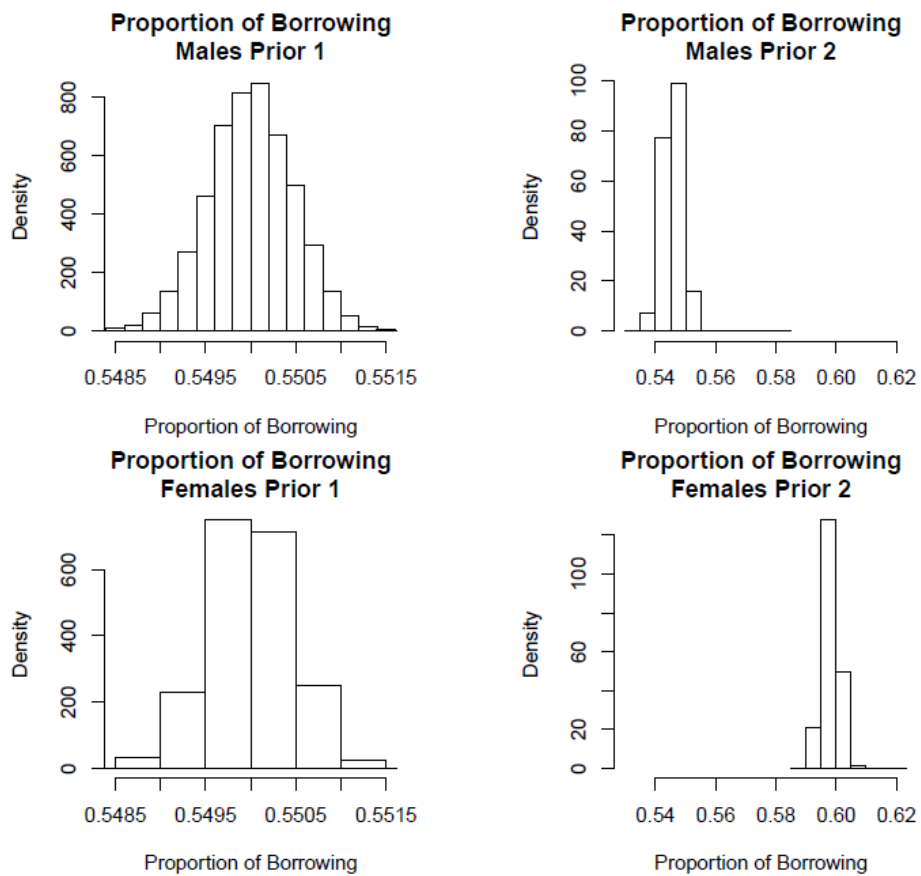 Proportion of Borrowing
Males Prior 1
Density
0
200
400
600
800
0.5485
0.5495
0.5505
0.5515
Proportion of Borrowing
Proportion of Borrowing
Males Prior 2
Density
0
20
40
60
80
100
0.54
0.56
0.58
0.60
0.62
Proportion of Borrowing
Proportion of Borrowing
Females Prior 1
Density
0
200
400
600
0.5485
0.5495
0.5505
0.5515
Proportion of Borrowing
Proportion of Borrowing
Females Prior 2
Density
0
20
60
100
0.54
0.56
0.58
0.60
0.62
Proportion of Borrowing